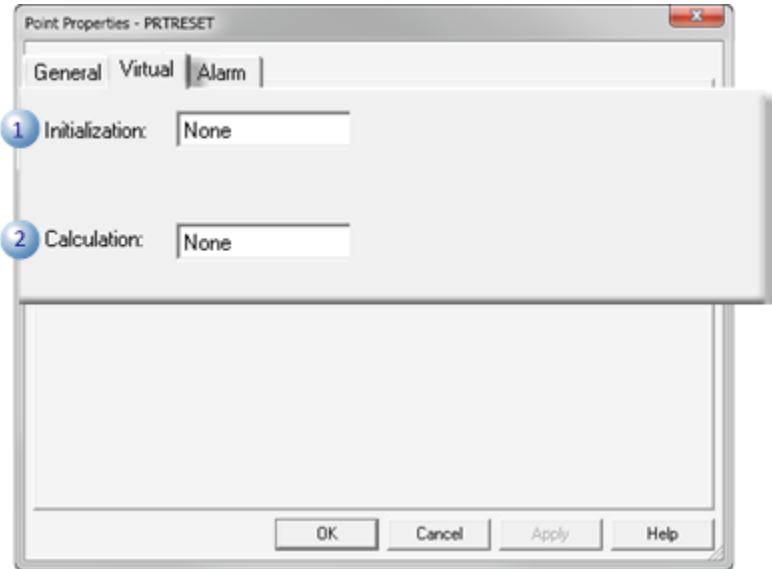 Point Properties - PRTRESET
General Virtual Alarm
1 Initialization: None
2 Calculation: None
OK Cancel Apply Help